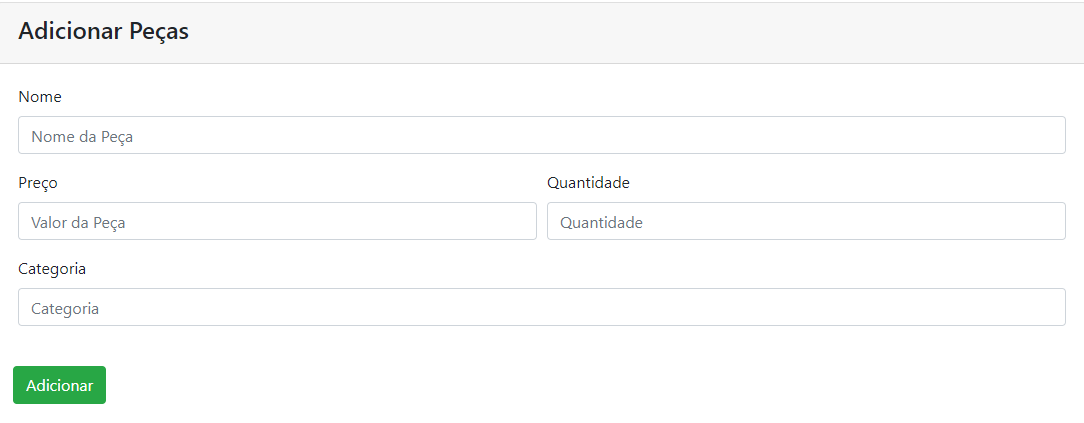 Adicionar Peças
Nome
Nome da Peça
Preço
Quantidade
Valor da Peça
Quantidade
Categoria
Categoria
Adicionar